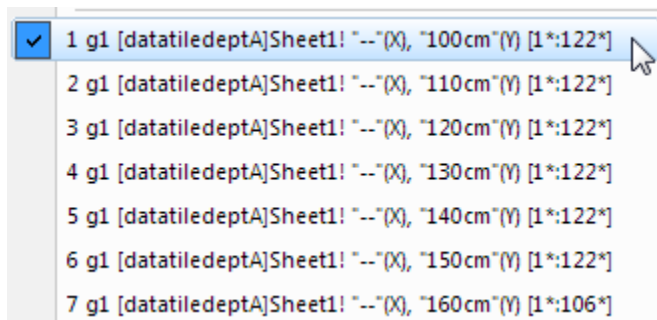 1 g1 [datatiledeptA]Sheet1! "--"(X), "100cm"(Y) [1*:122*]
2 g1 [datatiledeptA]Sheet1! "--"(X), "110cm"(Y) [1*:122*]
3 g1 [datatiledeptA]Sheet1! "--"(X), "120cm"(Y) [1*:122*]
4 g1 [datatiledeptA]Sheet1! "--"(X), "130cm"(Y) [1*:122*]
5 g1 [datatiledeptA]Sheet1! "--"(X), "140cm"(Y) [1*:122*]
6 g1 [datatiledeptA]Sheet1! "--"(X), "150cm"(Y) [1*:122*]
7 g1 [datatiledeptA]Sheet1! "--"(X), "160cm"(Y) [1*:106*]